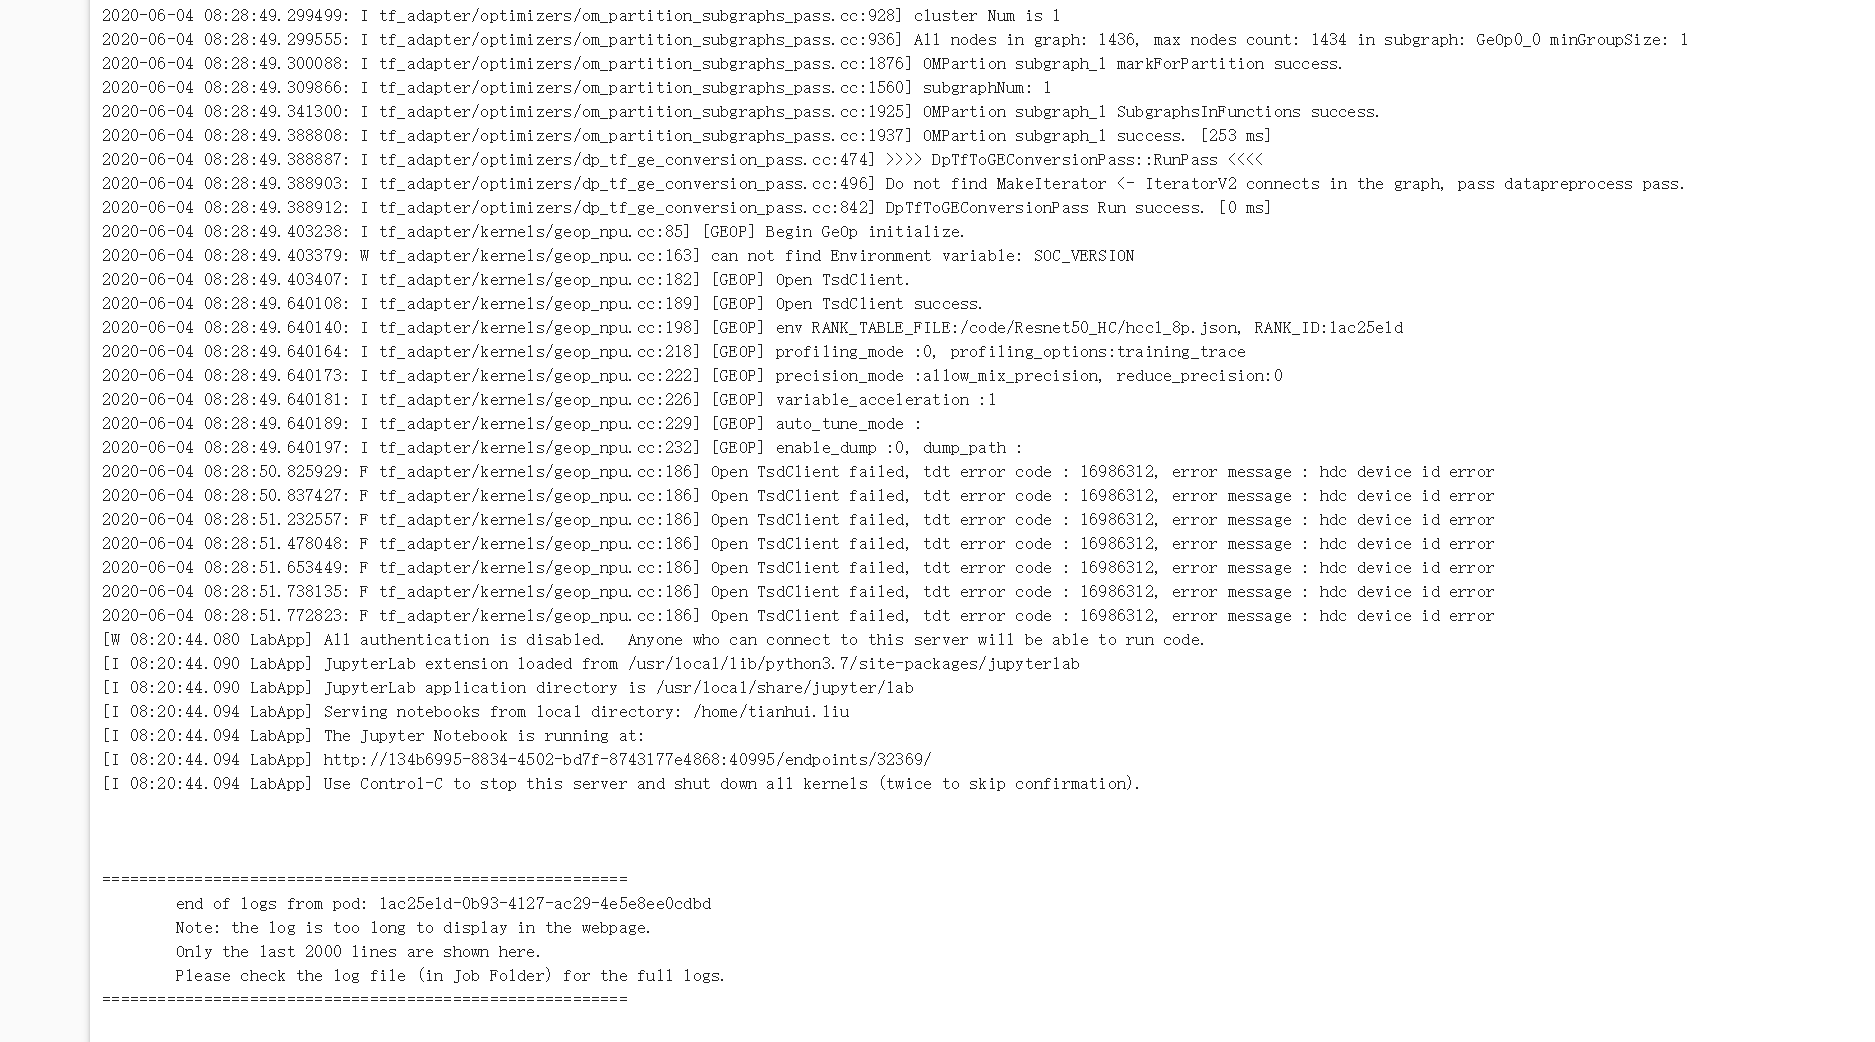 2020-06-04 08:28:49.299499: I tf_adapter/optimizers/om_partition_subgraphs_pass.cc:928] cluster Num is 1
2020-06-04 08:28:49.299555: I tf_adapter/optimizers/om_partition_subgraphs_pass.cc:936] All nodes in graph: 1436, max nodes count: 1434 in subgraph: GeOp0_0 minGroupSize: 1
2020-06-04 08:28:49.300088: I tf_adapter/optimizers/om_partition_subgraphs_pass.cc:1876] OMPartion subgraph_1 markForPartition success.
2020-06-04 08:28:49.309866: I tf_adapter/optimizers/om_partition_subgraphs_pass.cc:1560] subgraphNum: 1
2020-06-04 08:28:49.341300: I tf_adapter/optimizers/om_partition_subgraphs_pass.cc:1925] OMPartion subgraph_1 SubgraphsInFunctions success.
2020-06-04 08:28:49.388808: I tf_adapter/optimizers/om_partition_subgraphs_pass.cc:1937] OMPartion subgraph_1 success. [253 ms]
2020-06-04 08:28:49.388887: I tf_adapter/optimizers/dp_tf_ge_conversion_pass.cc:474] >>>> DpTfToGEConversionPass::RunPass <<<<
2020-06-04 08:28:49.388903: I tf_adapter/optimizers/dp_tf_ge_conversion_pass.cc:496] Do not find MakeIterator <- IteratorV2 connects in the graph, pass datapreprocess pass.
2020-06-04 08:28:49.388912: I tf_adapter/optimizers/dp_tf_ge_conversion_pass.cc:842] DpTfToGEConversionPass Run success. [0 ms]
2020-06-04 08:28:49.403238: I tf_adapter/kernels/geop_npu.cc:85] [GEOP] Begin GeOp initialize.
2020-06-04 08:28:49.403379: W tf_adapter/kernels/geop_npu.cc:163] can not find Environment variable: SOC_VERSION
2020-06-04 08:28:49.403407: I tf_adapter/kernels/geop_npu.cc:182] [GEOP] Open TsdClient.
2020-06-04 08:28:49.640108: I tf_adapter/kernels/geop_npu.cc:189] [GEOP] Open TsdClient success.
2020-06-04 08:28:49.640140: I tf_adapter/kernels/geop_npu.cc:198] [GEOP] env RANK_TABLE_FILE:/code/Resnet50_HC/hccl_8p.json, RANK_ID:1ac25e1d
2020-06-04 08:28:49.640164: I tf_adapter/kernels/geop_npu.cc:218] [GEOP] profiling_mode :0, profiling_options:training_trace
2020-06-04 08:28:49.640173: I tf_adapter/kernels/geop_npu.cc:222] [GEOP] precision_mode :allow_mix_precision, reduce_precision:0
2020-06-04 08:28:49.640181: I tf_adapter/kernels/geop_npu.cc:226] [GEOP] variable_acceleration :1
2020-06-04 08:28:49.640189: I tf_adapter/kernels/geop_npu.cc:229] [GEOP] auto_tune_mode :
2020-06-04 08:28:49.640197: I tf_adapter/kernels/geop_npu.cc:232] [GEOP] enable_dump :0, dump_path :
2020-06-04 08:28:50.825929: F tf_adapter/kernels/geop_npu.cc:186] Open TsdClient failed, tdt error code : 16986312, error message : hdc device id error
2020-06-04 08:28:50.837427: F tf_adapter/kernels/geop_npu.cc:186] Open TsdClient failed, tdt error code : 16986312, error message : hdc device id error
2020-06-04 08:28:51.232557: F tf_adapter/kernels/geop_npu.cc:186] Open TsdClient failed, tdt error code : 16986312, error message : hdc device id error
2020-06-04 08:28:51.478048: F tf_adapter/kernels/geop_npu.cc:186] Open TsdClient failed, tdt error code : 16986312, error message : hdc device id error
2020-06-04 08:28:51.653449: F tf_adapter/kernels/geop_npu.cc:186] Open TsdClient failed, tdt error code : 16986312, error message : hdc device id error
2020-06-04 08:28:51.738135: F tf_adapter/kernels/geop_npu.cc:186] Open TsdClient failed, tdt error code : 16986312, error message : hdc device id error
2020-06-04 08:28:51.772823: F tf_adapter/kernels/geop_npu.cc:186] Open TsdClient failed, tdt error code : 16986312, error message : hdc device id error
[W 08:20:44.080 LabApp] All authentication is disabled.  Anyone who can connect to this server will be able to run code.
[I 08:20:44.090 LabApp] JupyterLab extension loaded from /usr/local/lib/python3.7/site-packages/jupyterlab
[I 08:20:44.090 LabApp] JupyterLab application directory is /usr/local/share/jupyter/lab
[I 08:20:44.094 LabApp] Serving notebooks from local directory: /home/tianhui.liu
[I 08:20:44.094 LabApp] The Jupyter Notebook is running at:
[I 08:20:44.094 LabApp] http://134b6995-8834-4502-bd7f-8743177e4868:40995/endpoints/32369/
[I 08:20:44.094 LabApp] Use Control-C to stop this server and shut down all kernels (twice to skip confirmation).
=========================================================
end of logs from pod: 1ac25e1d-0b93-4127-ac29-4e5e8ee0cdbd
Note: the log is too long to display in the webpage.
Only the last 2000 lines are shown here.
Please check the log file (in Job Folder) for the full logs.
=========================================================